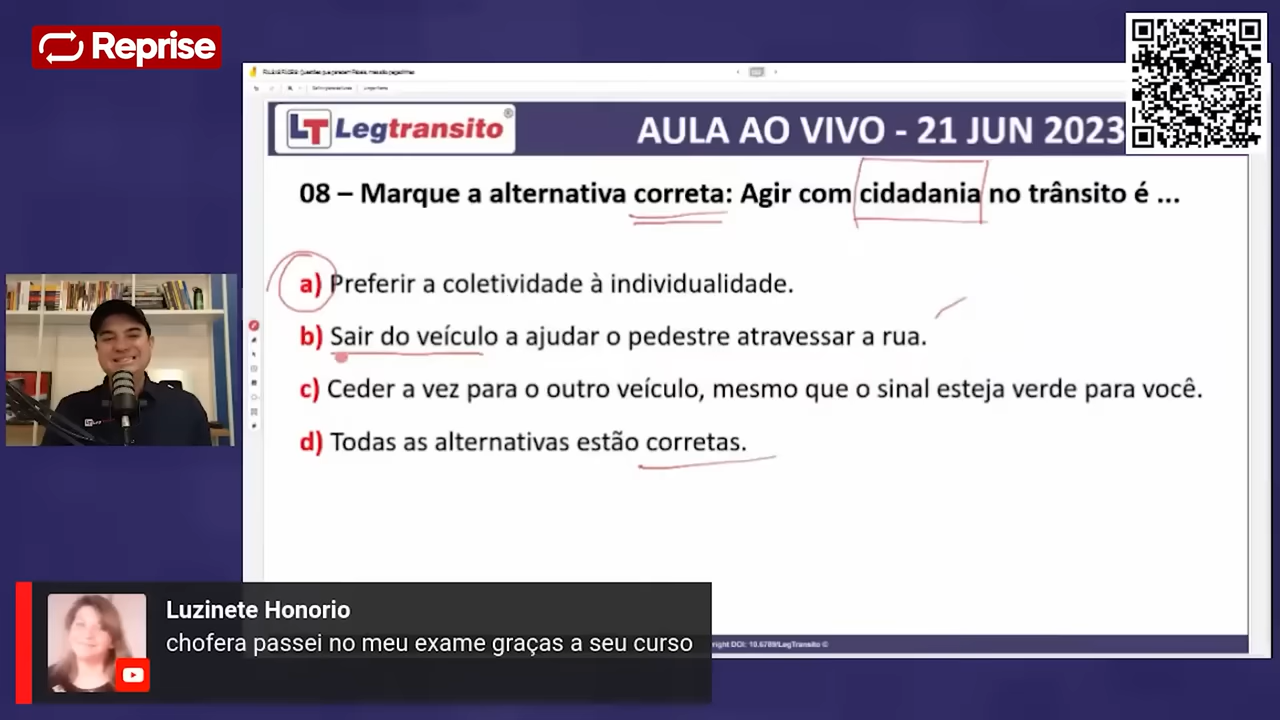 Reprise
LT Legtransito ®
AULA AO VIVO - 21 JUN 2023
08 – Marque a alternativa correta: Agir com cidadania no trânsito é ...
a) Preferir a coletividade à individualidade.
b) Sair do veículo a ajudar o pedestre atravessar a rua.
c) Ceder a vez para o outro veículo, mesmo que o sinal esteja verde para você.
d) Todas as alternativas estão corretas.
Luzinete Honorio
chofera passei no meu exame graças a seu curso